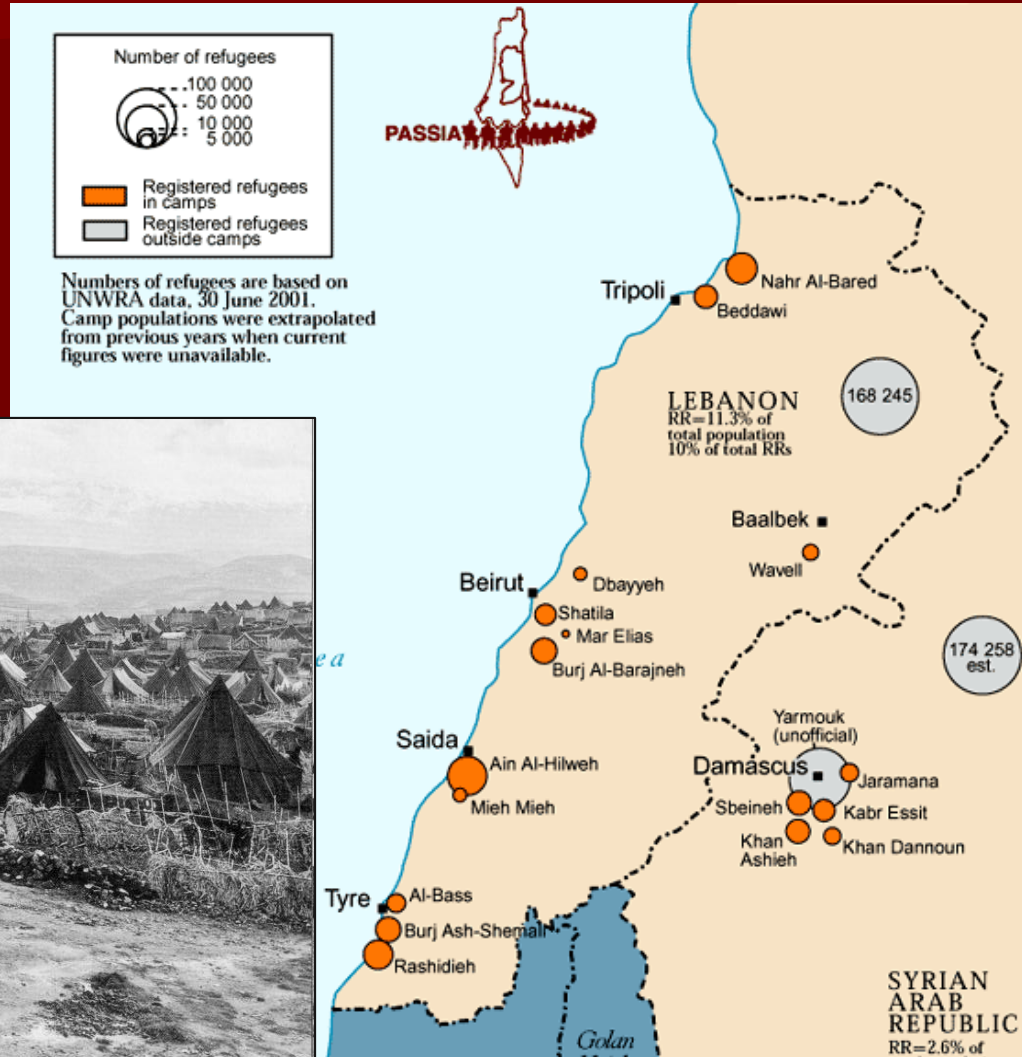 Number of refugees
100 000
50 000
10 000
5 000
Registered refugees
in camps
Registered refugees
outside camps
Numbers of refugees are based on
UNWRA data, 30 June 2001.
Camp populations were extrapolated
from previous years when current
figures were unavailable.
PASSIA
Nahr Al-Bared
Tripoli
Beddawi
LEBANON
RR=11.3% of
total population
10% of total RRs
168 245
Baalbek
Wavell
Beirut
Dbayyeh
Shatila
Mar Elias
Burj Al-Barajneh
e a
174 258
est.
Yarmouk
(unofficial)
Saida
Ain Al-Hilweh
Mieh Mieh
Damascus
Jaramana
Sbeineh
Kabr Essit
Khan
Ashieh
Khan Dannoun
Tyre
Al-Bass
Burj Ash-Shemali
Rashidieh
SYRIAN
ARAB
REPUBLIC
RR=2.6% of
Golan